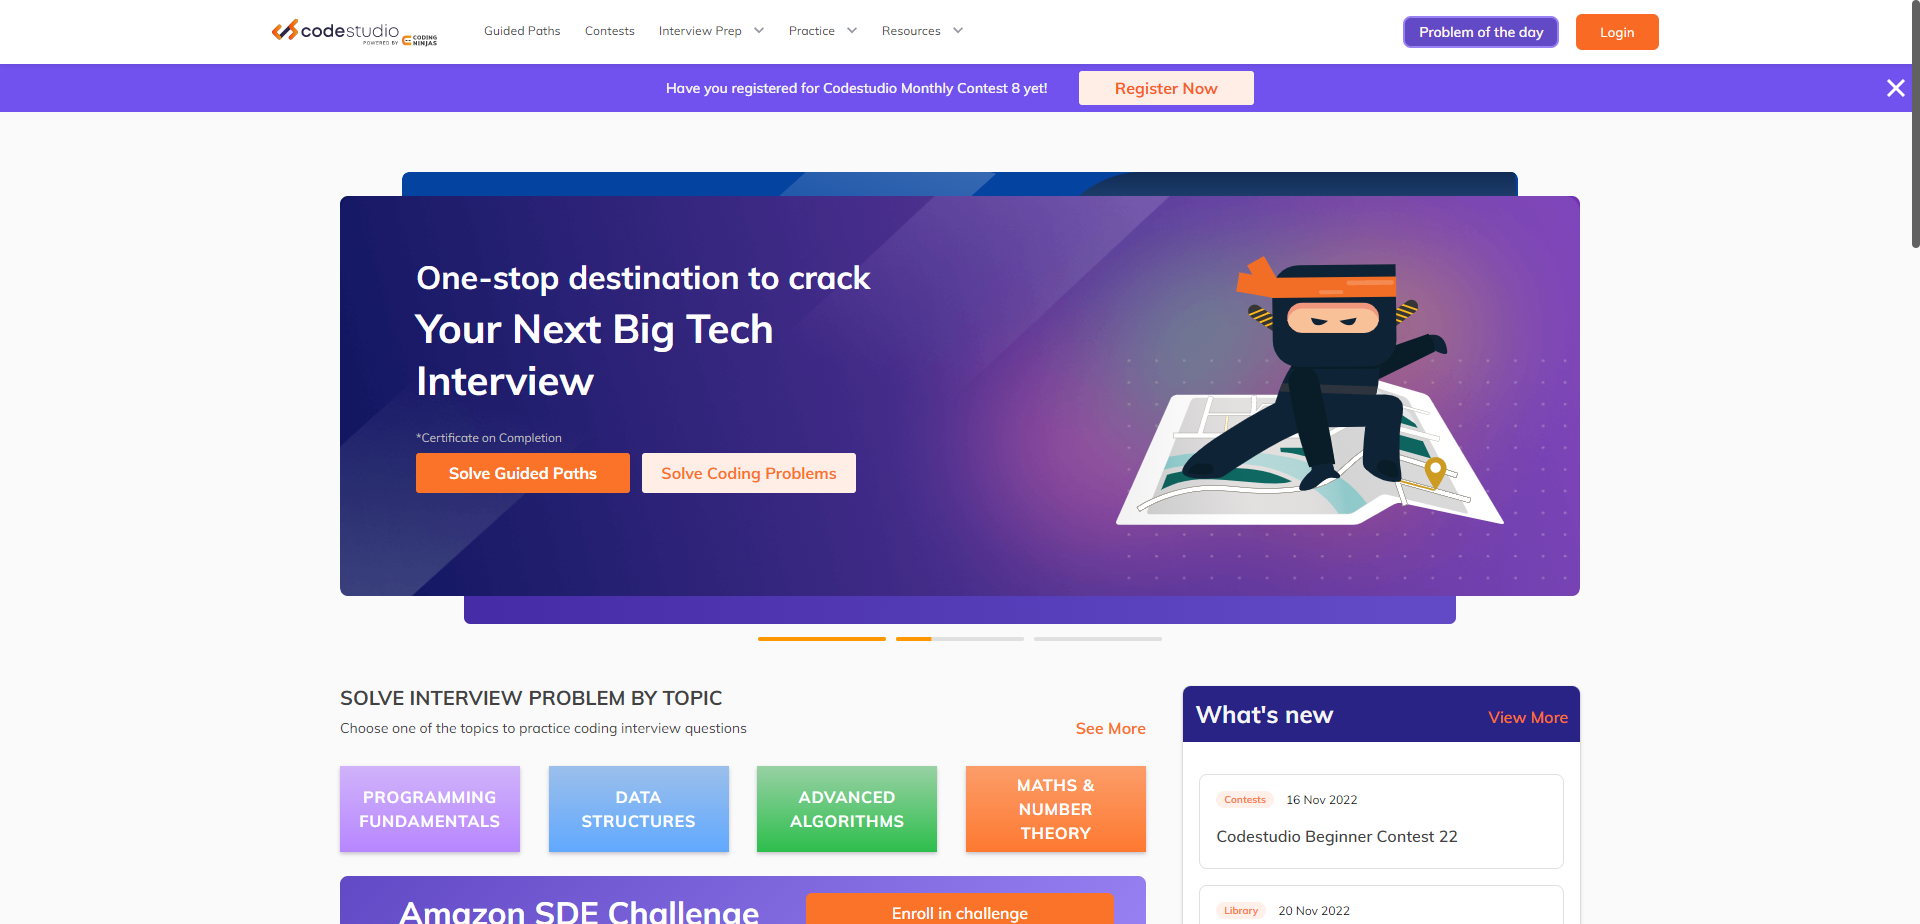 codestudio
POWERED BY CODING NINJAS
Guided Paths
Contests
Interview Prep
Practice
Resources
Problem of the day
Login
Have you registered for Codestudio Monthly Contest 8 yet!
Register Now
One-stop destination to crack
Your Next Big Tech
Interview
*Certificate on Completion
Solve Guided Paths
Solve Coding Problems
SOLVE INTERVIEW PROBLEM BY TOPIC
Choose one of the topics to practice coding interview questions
See More
PROGRAMMING
FUNDAMENTALS
DATA
STRUCTURES
ADVANCED
ALGORITHMS
MATHS &
NUMBER
THEORY
Amazon SDE Challenge
Enroll in challenge
What's new
View More
Contests
16 Nov 2022
Codestudio Beginner Contest 22
Library
20 Nov 2022